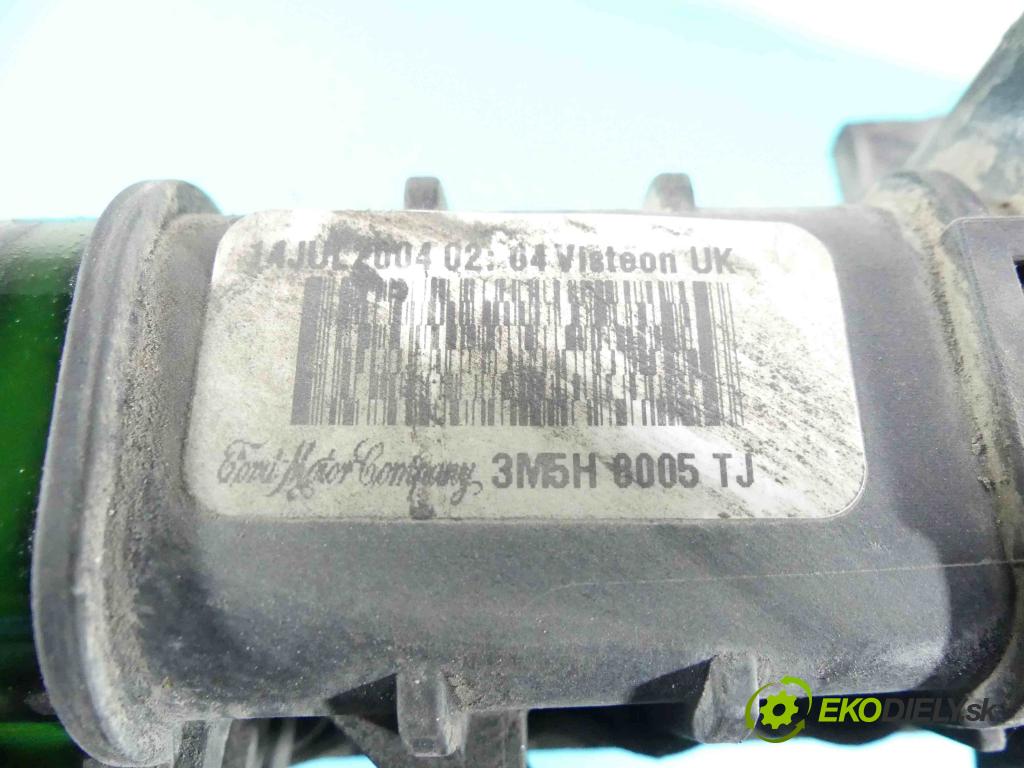 14JUL2004 02:04 Visteon UK
Ford Motor Company 3M5H 8005 TJ
EKODIELY.sk